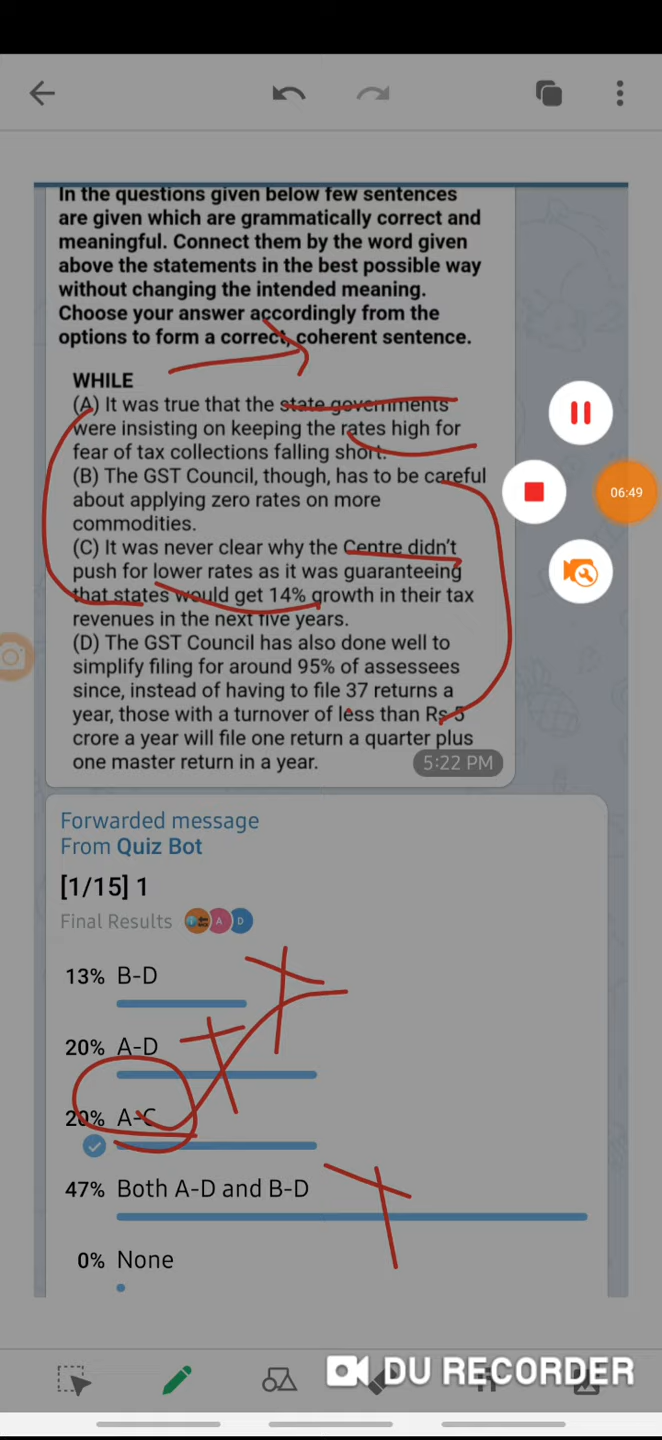 In the questions given below few sentences
are given which are grammatically correct and
meaningful. Connect them by the word given
above the statements in the best possible way
without changing the intended meaning.
Choose your answer accordingly from the
options to form a correct, coherent sentence.
WHILE
(A) It was true that the state governments
were insisting on keeping the rates high for
fear of tax collections falling short.
(B) The GST Council, though, has to be careful
about applying zero rates on more
commodities.
(C) It was never clear why the Centre didn't
push for lower rates as it was guaranteeing
that states would get 14% growth in their tax
revenues in the next five years.
(D) The GST Council has also done well to
simplify filing for around 95% of assessees
since, instead of having to file 37 returns a
year, those with a turnover of less than Rs 5
crore a year will file one return a quarter plus
one master return in a year.
5:22 PM
06:49
Forwarded message
From Quiz Bot
[1/15] 1
Final Results A D
13% B-D
20% A-D
20% A-C
47% Both A-D and B-D
0% None
DU RECORDER